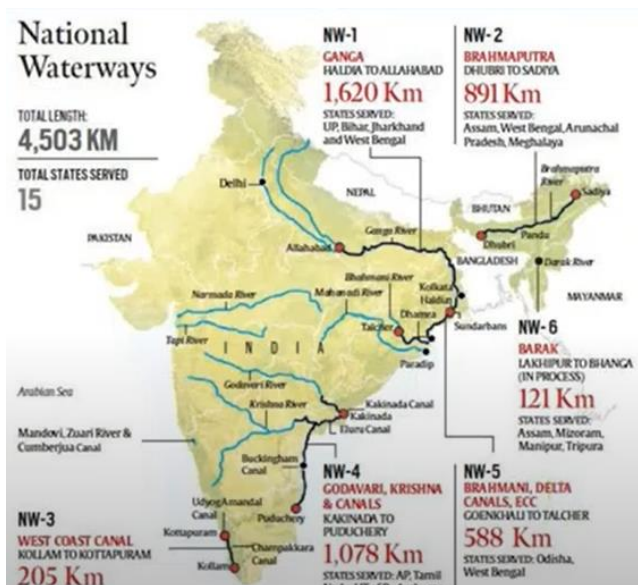 National
Waterways
TOTAL LENGTH:
4,503 KM
TOTAL STATES SERVED
15
NW-1
GANGA
HALDIA TO ALLAHABAD
1,620 Km
STATES SERVED:
UP, Bihar, Jharkhand
and West Bengal
NW-2
BRAHMAPUTRA
DHUBRI TO SADIYA
891 Km
STATES SERVED:
Assam, West Bengal, Arunachal
Pradesh, Meghalaya
Brahmaputra
River
Sadiya
Delhi
NEPAL
BHUTAN
PAKISTAN
Allahabad
Ganga River
Dhubri
Pandu
BANGLADESH
Barak River
Bhahmani River
Narmada River
Mahanadi River
Kolkata
Haldia
MAYANMAR
Dhamra
Talcher
Sundarbans
Tapi River
INDIA
Paradip
NW-6
BARAK
LAKHIPUR TO BHANGA
(IN PROCESS)
121 Km
STATES SERVED:
Assam, Mizoram,
Manipur, Tripura
Arabian Sea
Godavari River
Krishna River
Kakinada Canal
Kakinada
Eluru Canal
Mandovi, Zuari River &
Cumberjua Canal
Buckingham
Canal
NW-4
GODAVARI, KRISHNA
& CANALS
KAKINADA TO
PUDUCHERY
1,078 Km
STATES SERVED: AP, Tamil
NW-5
BRAHMANI, DELTA
CANALS, ECC
GOENKHALI TO TALCHER
588 Km
STATES SERVED: Odisha,
West Bengal
Udyog Amandal
Canal
Puduchery
NW-3
WEST COAST CANAL
KOLLAM TO KOTTAPURAM
205 Km
Kottapuram
Champakkara
Canal
Kollam